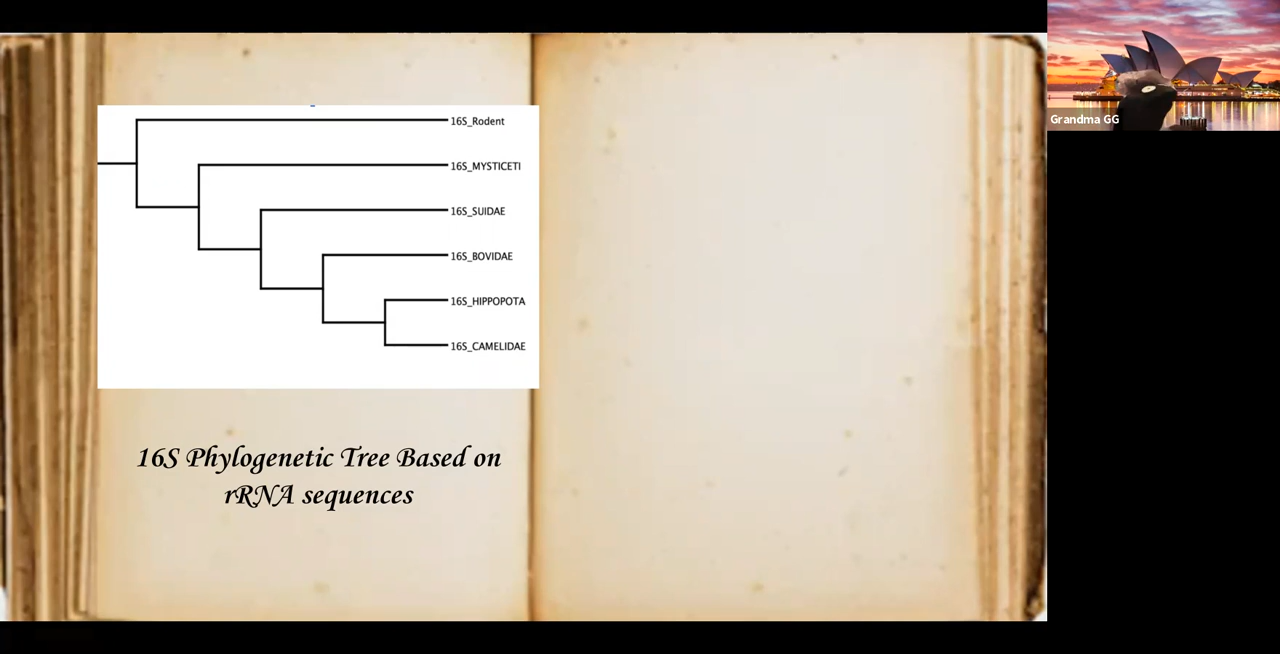 16S_Rodent
16S_MYSTICETI
16S_SUIDAE
16S_BOVIDAE
16S_HIPPOPOTA
16S_CAMELIDAE
16S Phylogenetic Tree Based on
rRNA sequences
Grandma GG